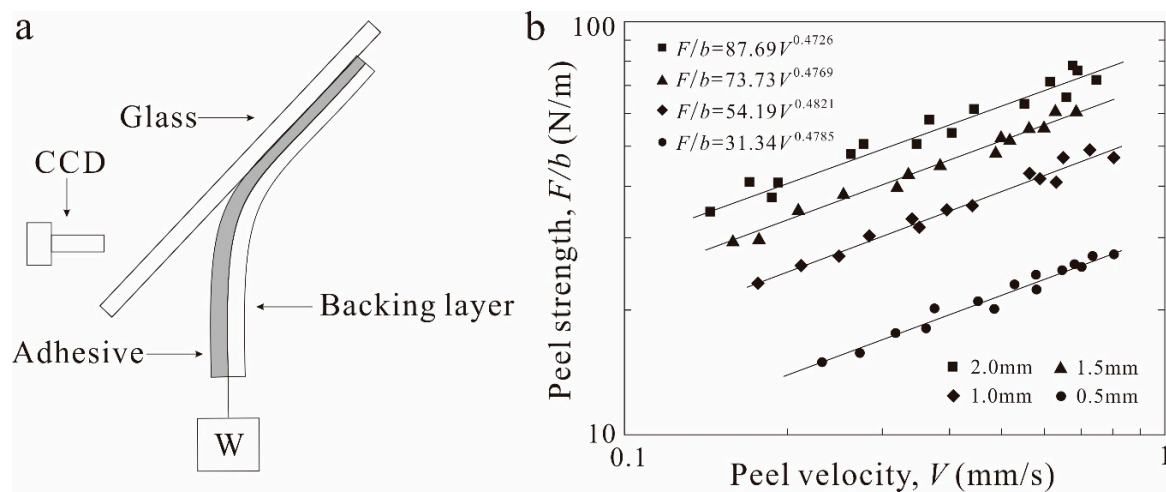 a
Glass
CCD
Backing layer
Adhesive
W
b
Peel strength, F/b (N/m)
100
10
F/b=87.69V^0.4726
F/b=73.73V^0.4769
F/b=54.19V^0.4821
F/b=31.34V^0.4785
2.0mm 1.5mm
1.0mm 0.5mm
0.1 1
Peel velocity, V (mm/s)